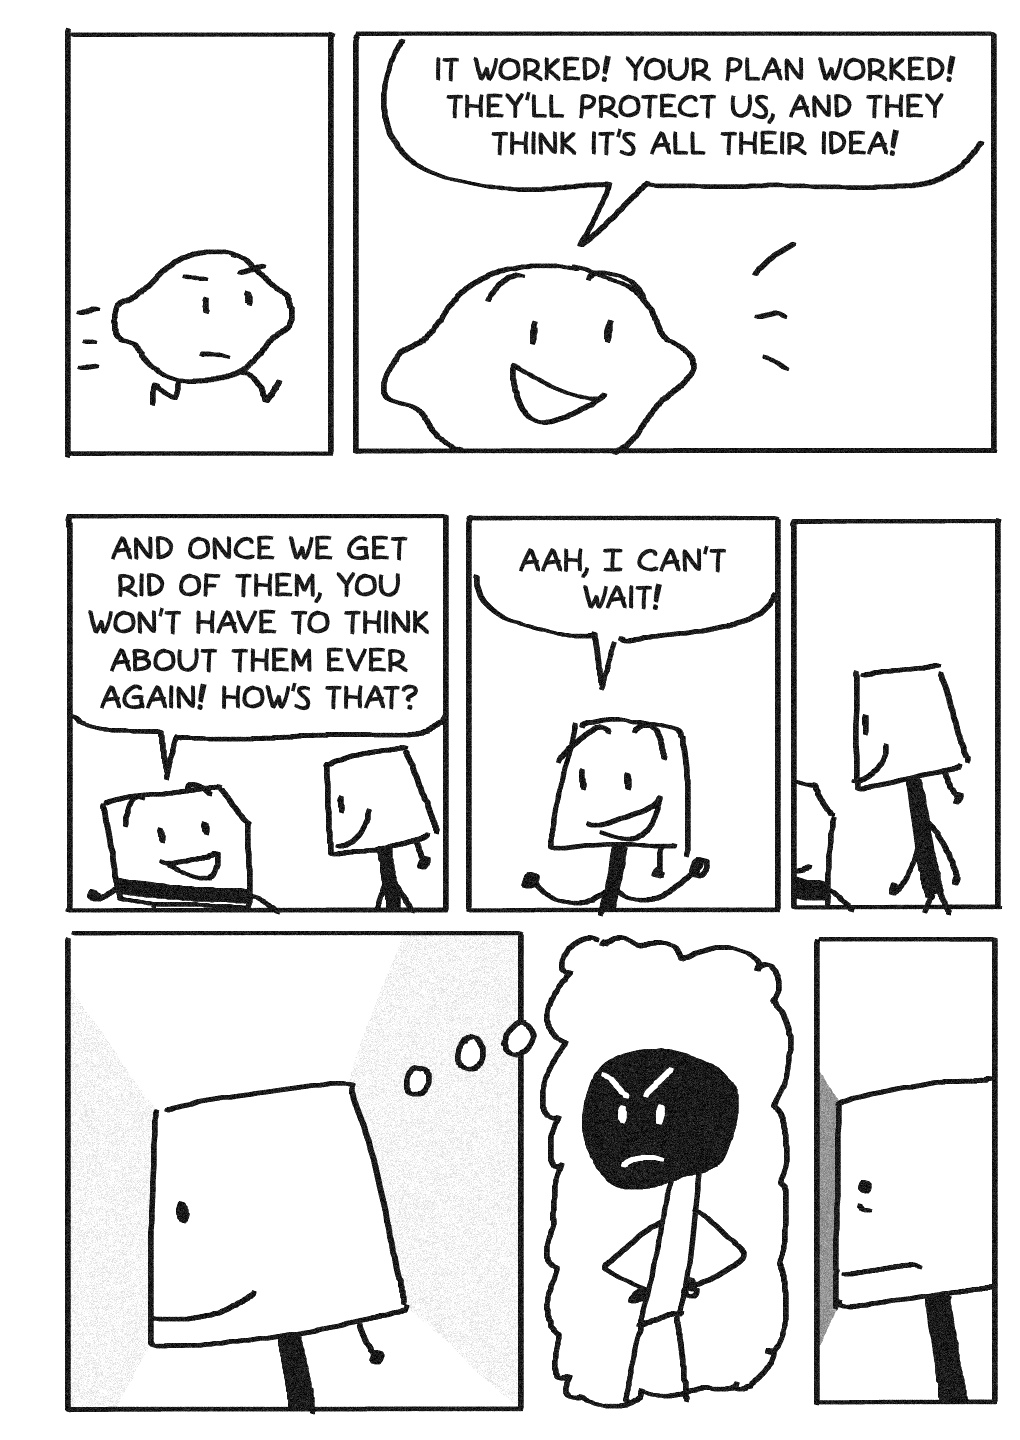 IT WORKED! YOUR PLAN WORKED!
THEY'LL PROTECT US, AND THEY
THINK IT'S ALL THEIR IDEA!
AND ONCE WE GET
RID OF THEM, YOU
WON'T HAVE TO THINK
ABOUT THEM EVER
AGAIN! HOW'S THAT?
AAH, I CAN'T
WAIT!